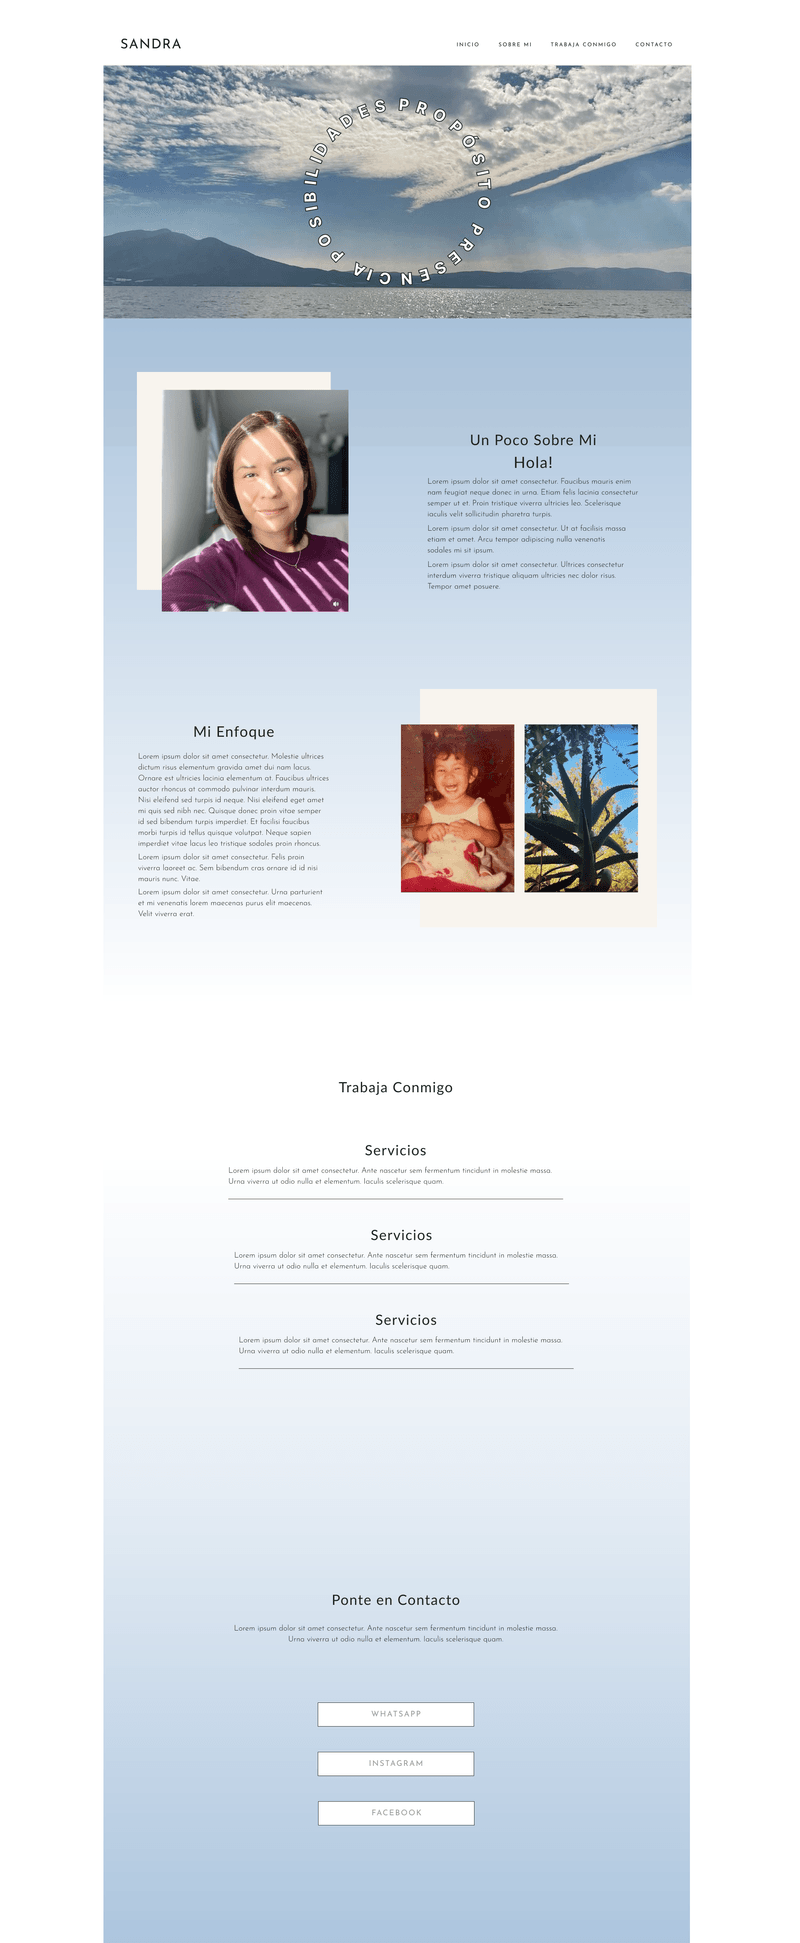 SANDRA
INICIO SOBRE MI TRABAJA CONMIGO CONTACTO
PROPÓSITO PRESENCIA POSIBILIDADES
Un Poco Sobre Mi
Hola!
Lorem ipsum dolor sit amet consectetur. Faucibus mauris enim
nam feugiat neque donec in urna. Etiam felis lacinia consectetur
semper ut et. Proin tristique viverra ultricies leo. Scelerisque
iaculis velit sollicitudin pharetra turpis.
Lorem ipsum dolor sit amet consectetur. Ut at facilisis massa
etiam et amet. Arcu tempor adipiscing nulla venenatis
sodales mi sit ipsum.
Lorem ipsum dolor sit amet consectetur. Ultrices consectetur
interdum viverra tristique aliquam ultricies nec dolor risus.
Tempor amet posuere.
Mi Enfoque
Lorem ipsum dolor sit amet consectetur. Molestie ultrices
dictum risus elementum gravida amet dui nam lacus.
Ornare est ultricies lacinia elementum at. Faucibus ultrices
auctor rhoncus at commodo pulvinar interdum mauris.
Nisi eleifend sed turpis id neque. Nisi eleifend eget amet
mi quis sed nibh nec. Quisque donec proin vitae semper
id sed bibendum turpis imperdiet. Et facilisi faucibus
morbi turpis id tellus quisque volutpat. Neque sapien
imperdiet vitae lacus leo tristique sodales proin rhoncus.
Lorem ipsum dolor sit amet consectetur. Felis proin
viverra laoreet ac. Sem bibendum cras ornare id id nisi
mauris nunc. Vitae.
Lorem ipsum dolor sit amet consectetur. Urna parturient
et mi venenatis lorem maecenas purus elit maecenas.
Velit viverra erat.
Trabaja Conmigo
Servicios
Lorem ipsum dolor sit amet consectetur. Ante nascetur sem fermentum tincidunt in molestie massa.
Urna viverra ut odio nulla et elementum. Iaculis scelerisque quam.
Servicios
Lorem ipsum dolor sit amet consectetur. Ante nascetur sem fermentum tincidunt in molestie massa.
Urna viverra ut odio nulla et elementum. Iaculis scelerisque quam.
Servicios
Lorem ipsum dolor sit amet consectetur. Ante nascetur sem fermentum tincidunt in molestie massa.
Urna viverra ut odio nulla et elementum. Iaculis scelerisque quam.
Ponte en Contacto
Lorem ipsum dolor sit amet consectetur. Ante nascetur sem fermentum tincidunt in molestie massa.
Urna viverra ut odio nulla et elementum. Iaculis scelerisque quam.
WHATSAPP
INSTAGRAM
FACEBOOK